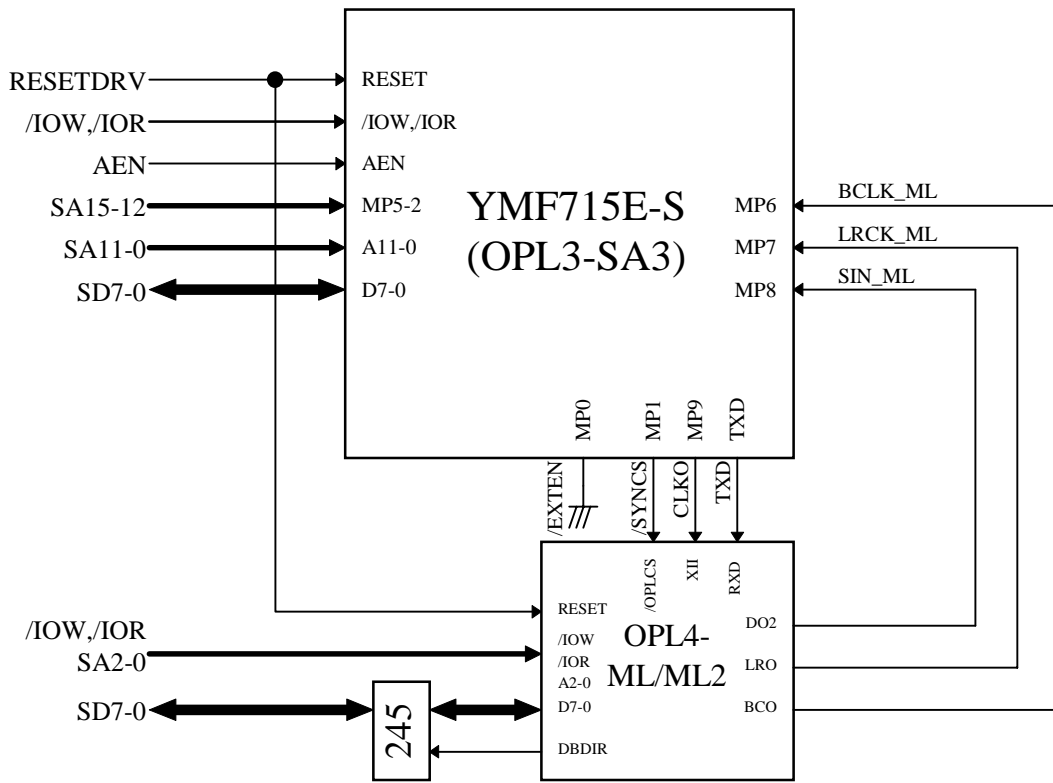 RESETDRV
RESET
/IOW,/IOR
/IOW,/IOR
AEN
AEN
SA15-12
MP5-2
YMF715E-S
MP6
BCLK_ML
SA11-0
A11-0
(OPL3-SA3)
MP7
LRCK_ML
SD7-0
D7-0
MP8
SIN_ML
MP0
MP1
MP9
TXD
/EXTEN
/SYNCS
CLKO
TXD
/OPLCS
XII
RXD
RESET
/IOW,/IOR
SA2-0
/IOW
/IOR
A2-0
OPL4-
ML/ML2
DO2
LRO
SD7-0
245
D7-0
BCO
DBDIR